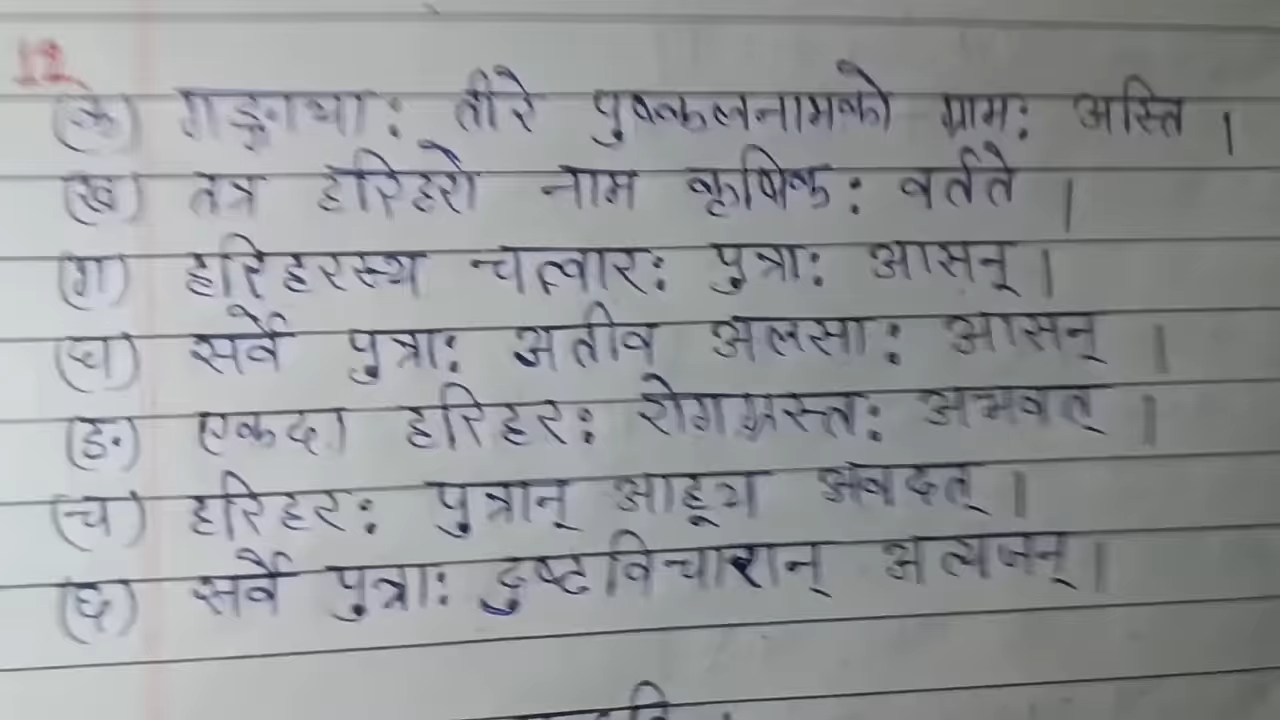 12
(क) गङ्गाया: तीरे पुष्कलनामको ग्राम: अस्ति ।
(ख) तत्र हरिहरो नाम कृषिक: वर्तते ।
(ग) हरिहरस्य चत्वार: पुत्रा: आसन् ।
(घ) सर्वे पुत्रा: अतीव अलसा: आसन् ।
(ङ) एकदा हरिहर: रोगग्रस्त: अभवत् ।
(च) हरिहर: पुत्रान् आहूय अवदत् ।
(छ) सर्वे पुत्रा: दुष्टविचारान् अत्यजन् ।